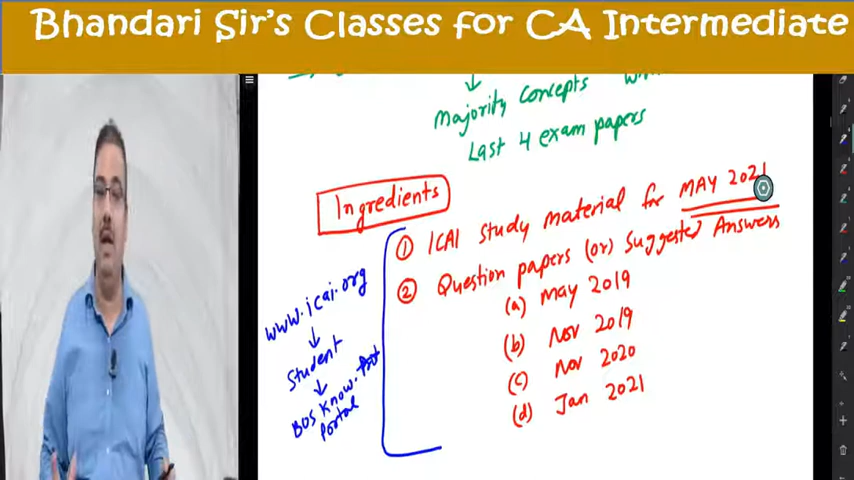 Bhandari Sir's Classes for CA Intermediate
Majority Concepts
Last 4 exam papers
Ingredients
① ICAI Study material for MAY 2021
② Question papers (or) Suggested Answers
(a) May 2019
(b) Nov 2019
(c) Nov 2020
(d) Jan 2021
www.icai.org
Student
BOS Know.
Portal